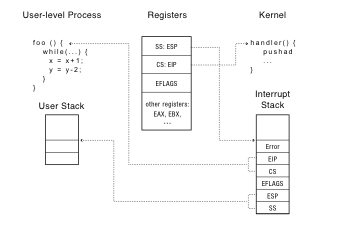 User-level Process
Registers
Kernel
foo () {
while(...) {
x = x+1;
y = y-2;
}
}
SS: ESP
CS: EIP
EFLAGS
other registers:
EAX, EBX,
...
handler() {
pushad
...
}
User Stack
Interrupt
Stack
Error
EIP
CS
EFLAGS
ESP
SS